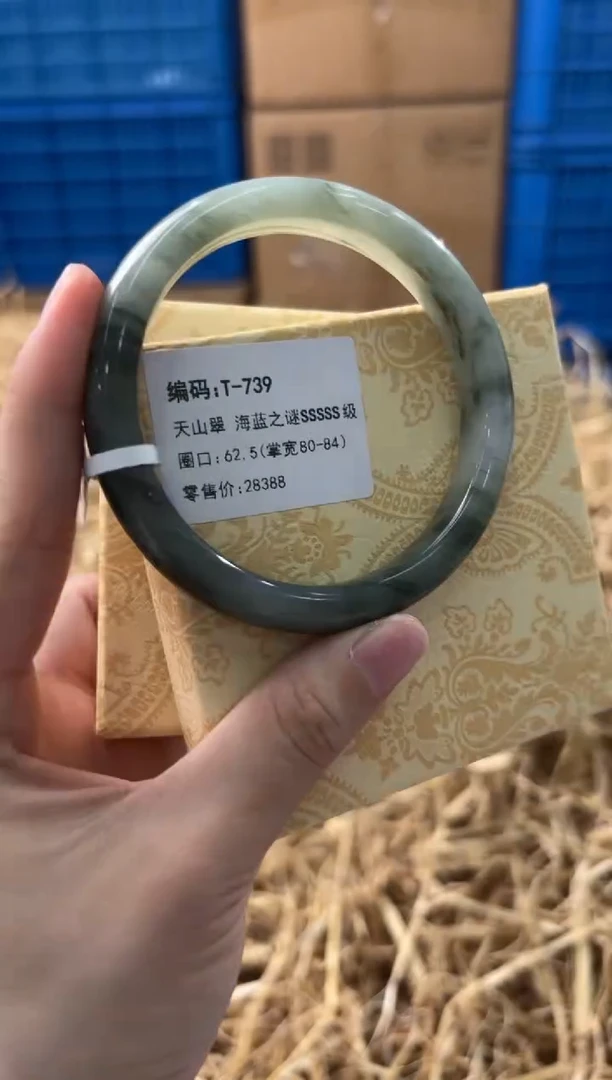 编码:T-739
天山翠 海蓝之谜SSSSS级
圈口:62.5(掌宽80-84)
零售价:28388